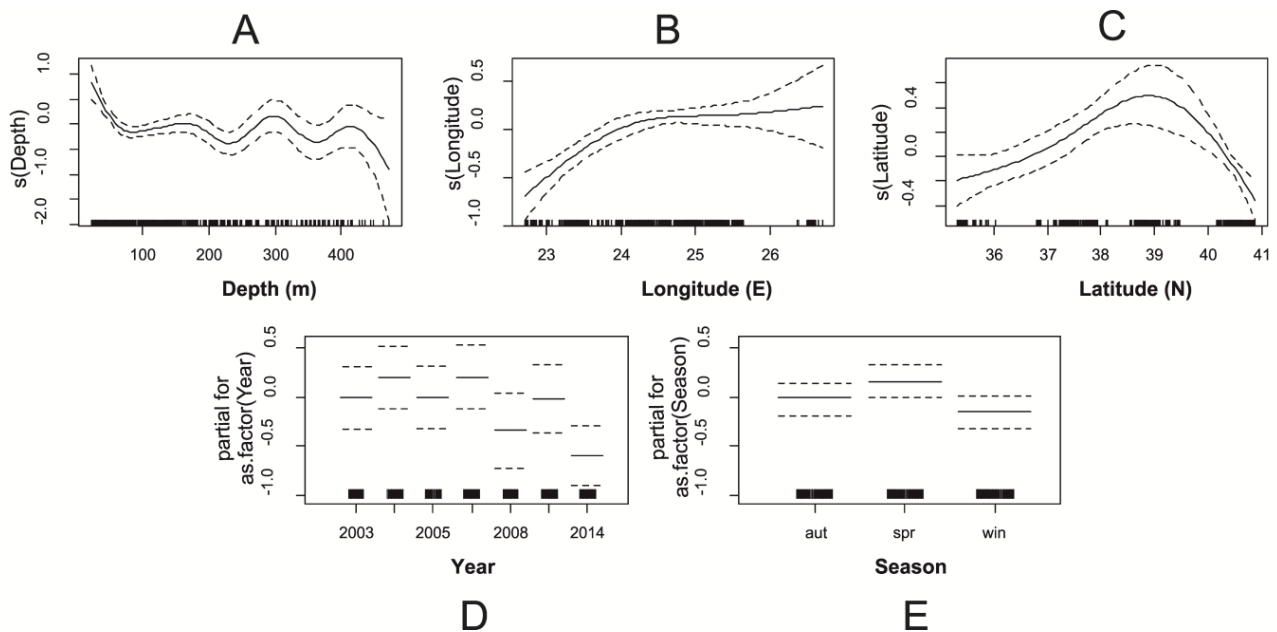 A
s(Depth)
1.0
0.0
-1.0
-2.0
100 200 300 400
Depth (m)
B
s(Longitude)
0.5
0.0
-0.5
-1.0
23 24 25 26
Longitude (E)
C
s(Latitude)
0.4
0.0
-0.4
36 37 38 39 40 41
Latitude (N)
partial for
as.factor(Year)
0.5
0.0
-0.5
-1.0
2003 2005 2008 2014
Year
D
partial for
as.factor(Season)
0.5
0.0
-0.5
-1.0
aut spr win
Season
E